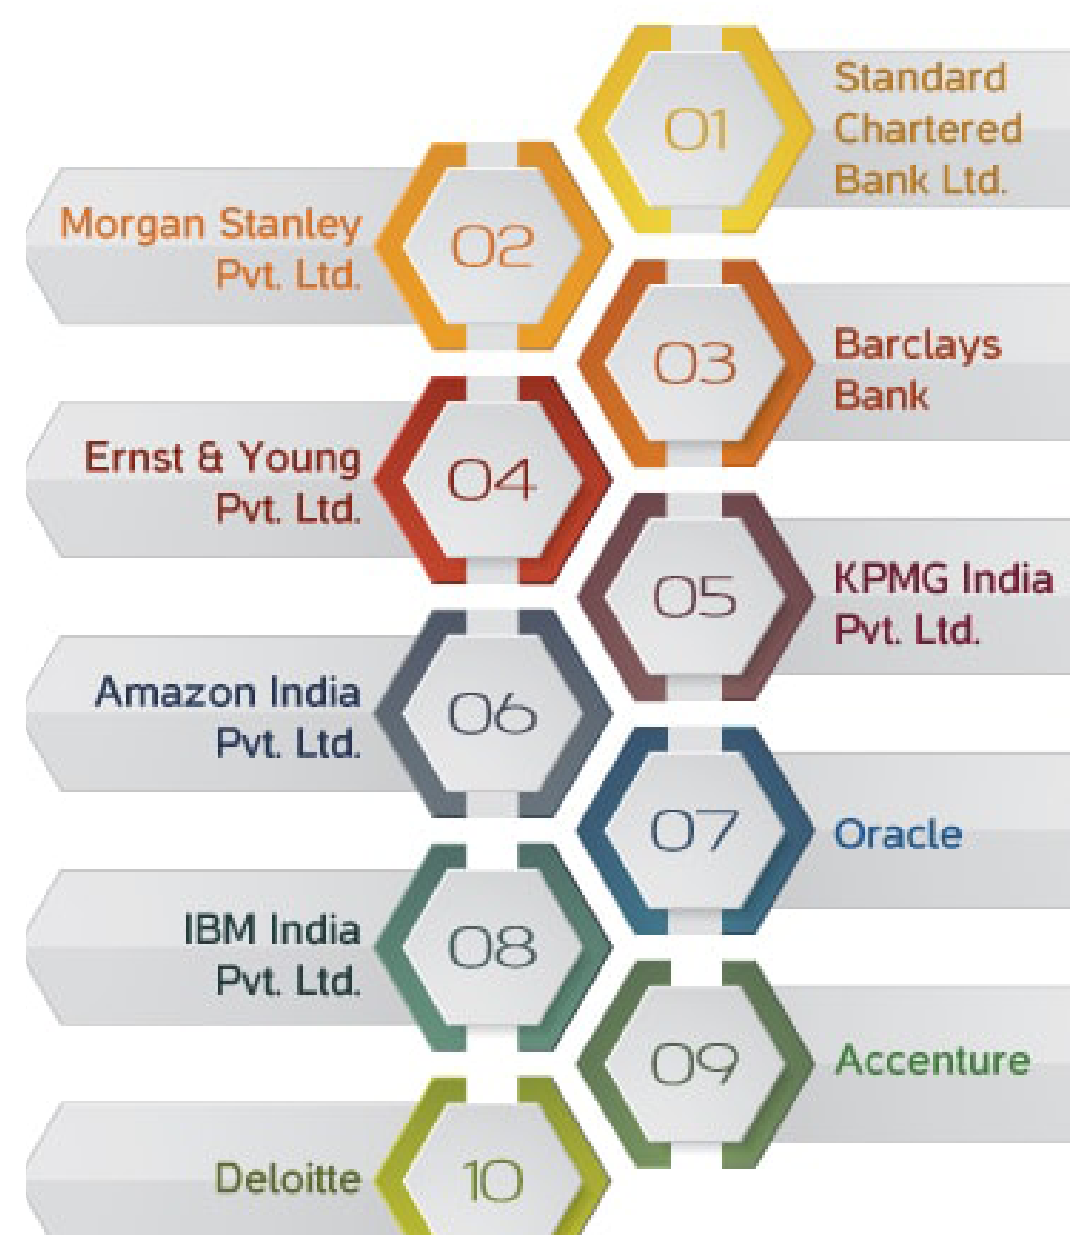 01
Standard
Chartered
Bank Ltd.
Morgan Stanley
Pvt. Ltd.
02
03
Barclays
Bank
Ernst & Young
Pvt. Ltd.
04
05
KPMG India
Pvt. Ltd.
Amazon India
Pvt. Ltd.
06
07
Oracle
IBM India
Pvt. Ltd.
08
09
Accenture
Deloitte
10